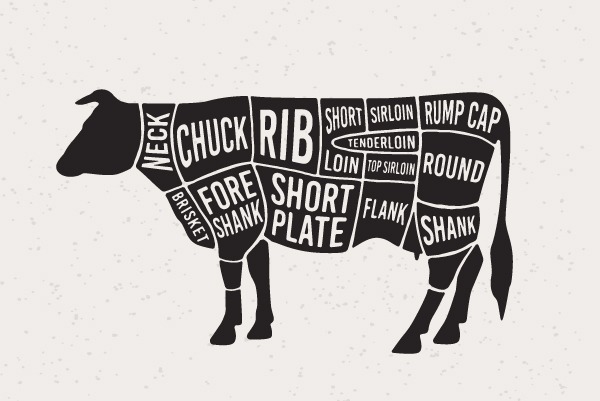 NECK
CHUCK
RIB
SHORT
LOIN
SIRLOIN
TENDERLOIN
TOP SIRLOIN
RUMP CAP
ROUND
BRISKET
FORE
SHANK
SHORT
PLATE
FLANK
SHANK